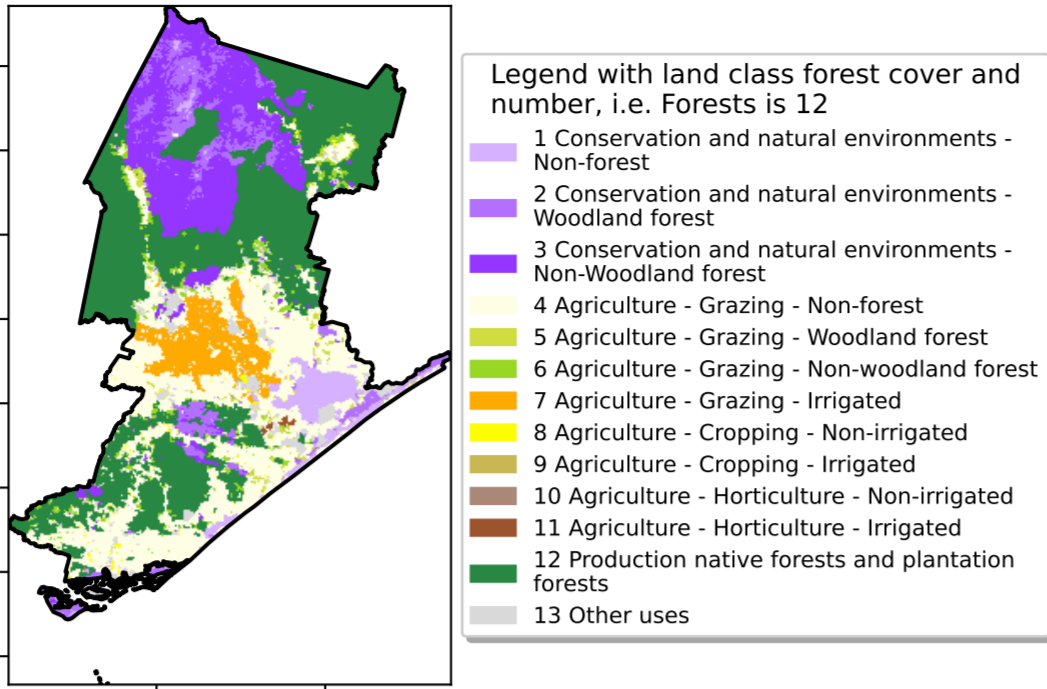 Legend with land class forest cover and
number, i.e. Forests is 12
1 Conservation and natural environments -
Non-forest
2 Conservation and natural environments -
Woodland forest
3 Conservation and natural environments -
Non-Woodland forest
4 Agriculture - Grazing - Non-forest
5 Agriculture - Grazing - Woodland forest
6 Agriculture - Grazing - Non-woodland forest
7 Agriculture - Grazing - Irrigated
8 Agriculture - Cropping - Non-irrigated
9 Agriculture - Cropping - Irrigated
10 Agriculture - Horticulture - Non-irrigated
11 Agriculture - Horticulture - Irrigated
12 Production native forests and plantation
forests
13 Other uses